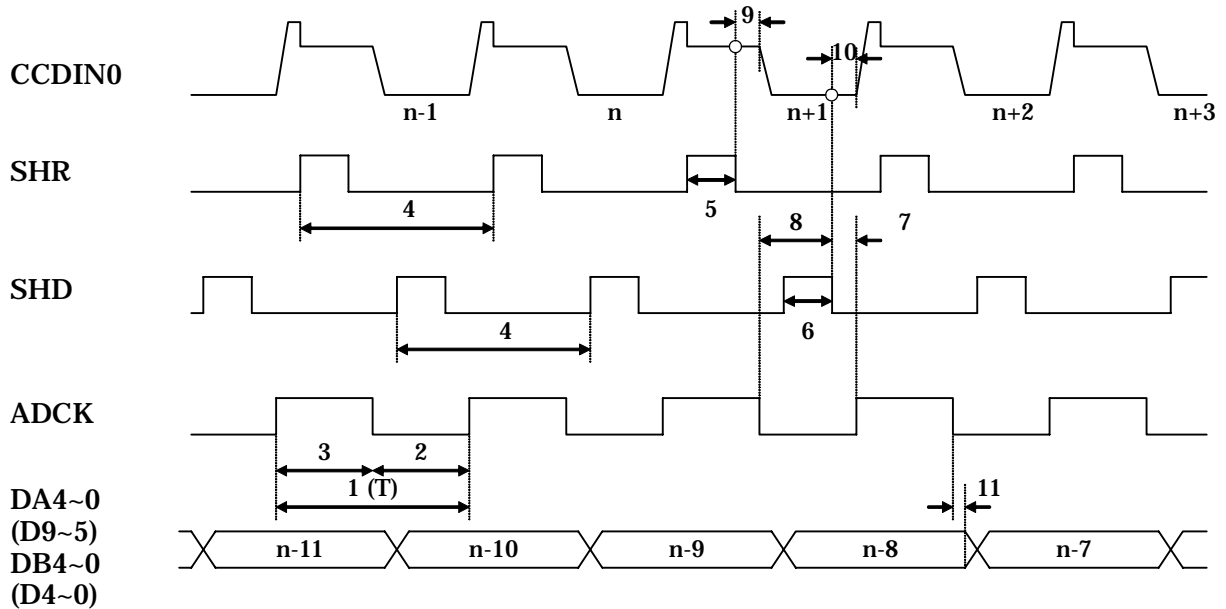 9
10
CCDIN0
n-1 n n+1 n+2 n+3
SHR
4 5 8 7
SHD
4 6
ADCK
3 2
1 (T)
11
DA4~0
(D9~5)
DB4~0
(D4~0)
n-11 n-10 n-9 n-8 n-7